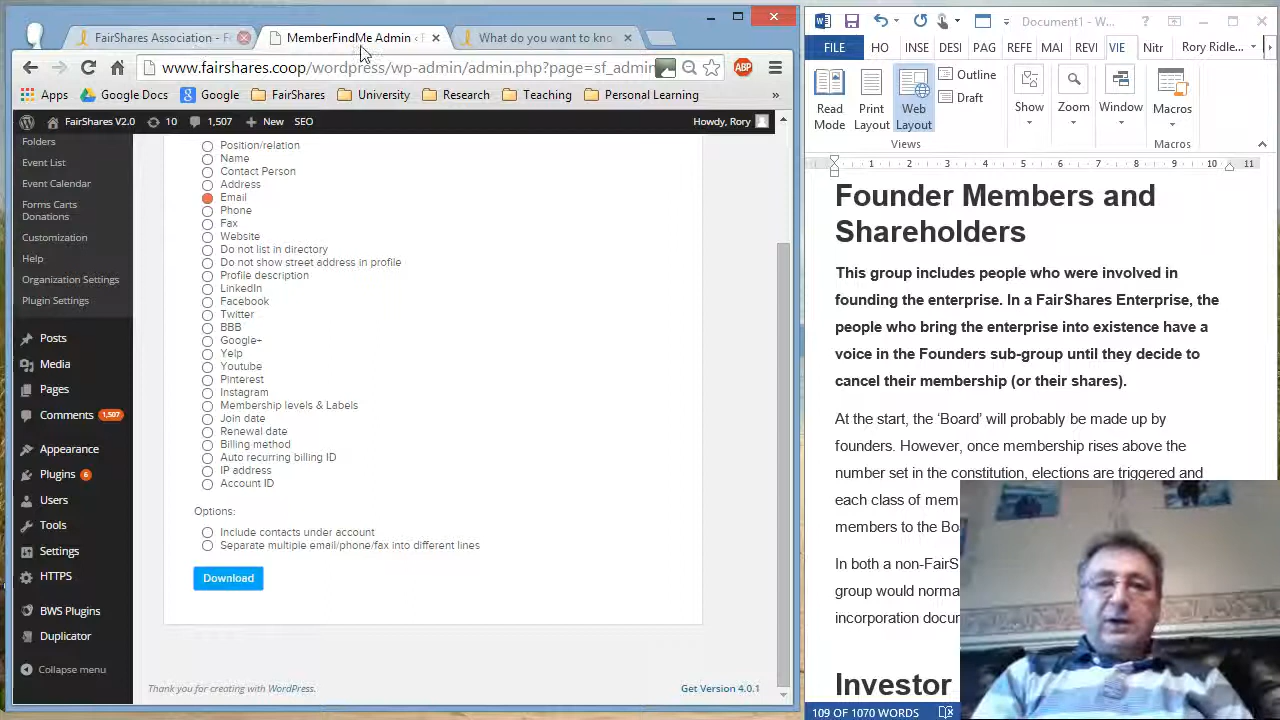 FairShares Association - F
MemberFindMe Admin ‹ F
What do you want to kno
www.fairshares.coop/wordpress/wp-admin/admin.php?page=sf_admin
ABP
Apps
Google Docs
Google
FairShares
University
Research
Teaching
Personal Learning
»
FairShares V2.0
10
1,507
New
SEO
Howdy, Rory
Folders
Event List
Event Calendar
Forms Carts
Donations
Customization
Help
Organization Settings
Plugin Settings
Posts
Media
Pages
Comments 1,507
Appearance
Plugins 6
Users
Tools
Settings
HTTPS
BWS Plugins
Duplicator
Collapse menu
Position/relation
Name
Contact Person
Address
Email
Phone
Fax
Website
Do not list in directory
Do not show street address in profile
Profile description
LinkedIn
Facebook
Twitter
BBB
Google+
Yelp
Youtube
Pinterest
Instagram
Membership levels & Labels
Join date
Renewal date
Billing method
Auto recurring billing ID
IP address
Account ID
Options:
Include contacts under account
Separate multiple email/phone/fax into different lines
Download
Thank you for creating with WordPress.
Get Version 4.0.1
Document1 - W...
FILE
HO
INSE
DESI
PAG
REFE
MAI
REVI
VIE
Nitr
Rory Ridle...
Read
Mode
Print
Layout
Web
Layout
Outline
Draft
Views
Show
Zoom
Window
Macros
Macros
1 2 3 4 5 6 7 8 9 10 11
Founder Members and
Shareholders
This group includes people who were involved in
founding the enterprise. In a FairShares Enterprise, the
people who bring the enterprise into existence have a
voice in the Founders sub-group until they decide to
cancel their membership (or their shares).
At the start, the ‘Board’ will probably be made up by
founders. However, once membership rises above the
number set in the constitution, elections are triggered and
each class of mem
members to the Bo
In both a non-FairS
group would norma
incorporation docu
Investor
109 OF 1070 WORDS